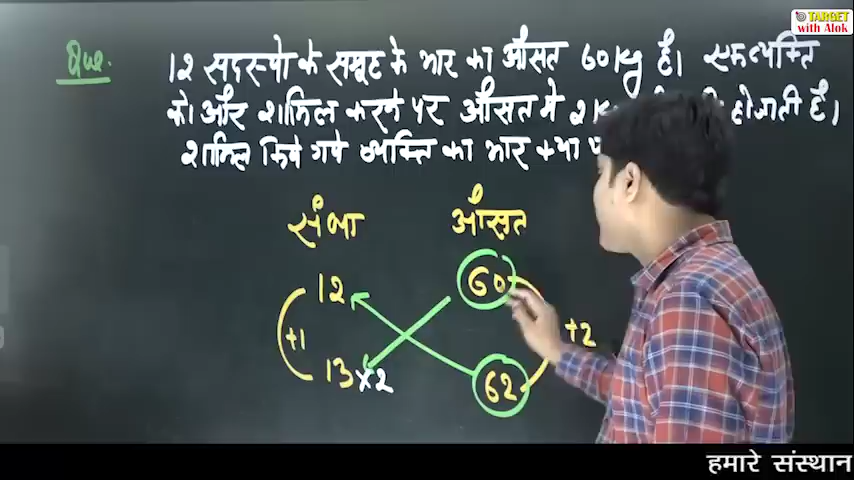 TARGET
with Alok
Que.
12 सदस्यो के समूह के भार का औसत 60 Kg है। एक व्यक्ति
को और शामिल करने पर औसत मे 2 हो जाती है।
शामिल किये गये व्यक्ति का भार क्या
संख्या औसत
12 60
+1 +2
13 x 2 62
हमारे संस्थान